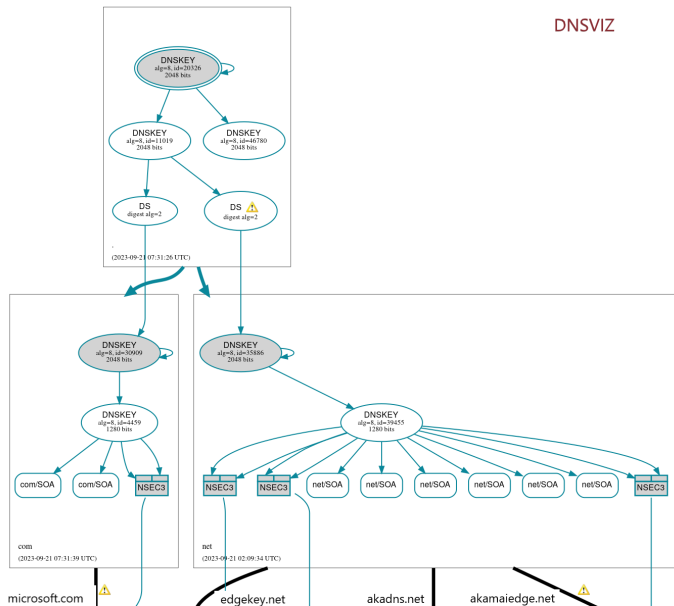 DNSVIZ
DNSKEY
alg=8, id=20326
2048 bits
DNSKEY
alg=8, id=11019
2048 bits
DNSKEY
alg=8, id=46780
2048 bits
DS
digest alg=2
DS
digest alg=2
.
(2023-09-21 07:31:26 UTC)
DNSKEY
alg=8, id=30909
2048 bits
DNSKEY
alg=8, id=4459
1280 bits
com/SOA
com/SOA
NSEC3
com
(2023-09-21 07:31:39 UTC)
DNSKEY
alg=8, id=35886
2048 bits
DNSKEY
alg=8, id=39455
1280 bits
NSEC3
NSEC3
net/SOA
net/SOA
net/SOA
net/SOA
net/SOA
net/SOA
NSEC3
net
(2023-09-21 02:09:34 UTC)
microsoft.com
edgekey.net
akadns.net
akamaiedge.net